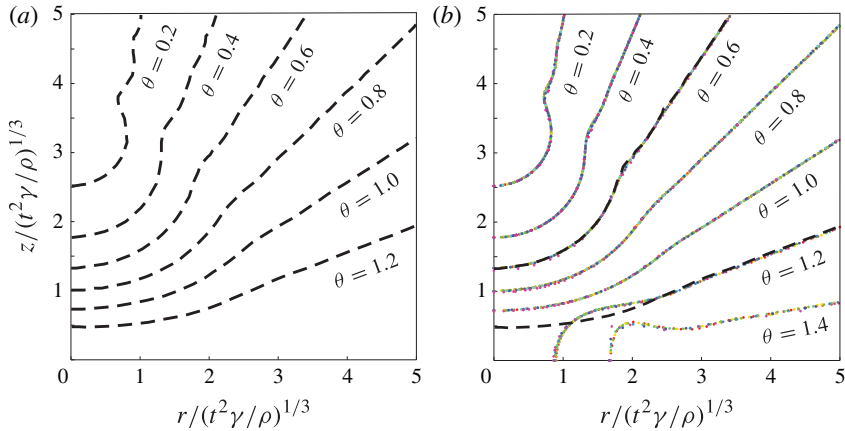 (a)
5
4
3
2
1
0
1
2
3
4
5
z/(t²γ/ρ)^{1/3}
r/(t²γ/ρ)^{1/3}
θ = 0.2
θ = 0.4
θ = 0.6
θ = 0.8
θ = 1.0
θ = 1.2
(b)
5
4
3
2
1
0
1
2
3
4
5
r/(t²γ/ρ)^{1/3}
θ = 0.2
θ = 0.4
θ = 0.6
θ = 0.8
θ = 1.0
θ = 1.2
θ = 1.4